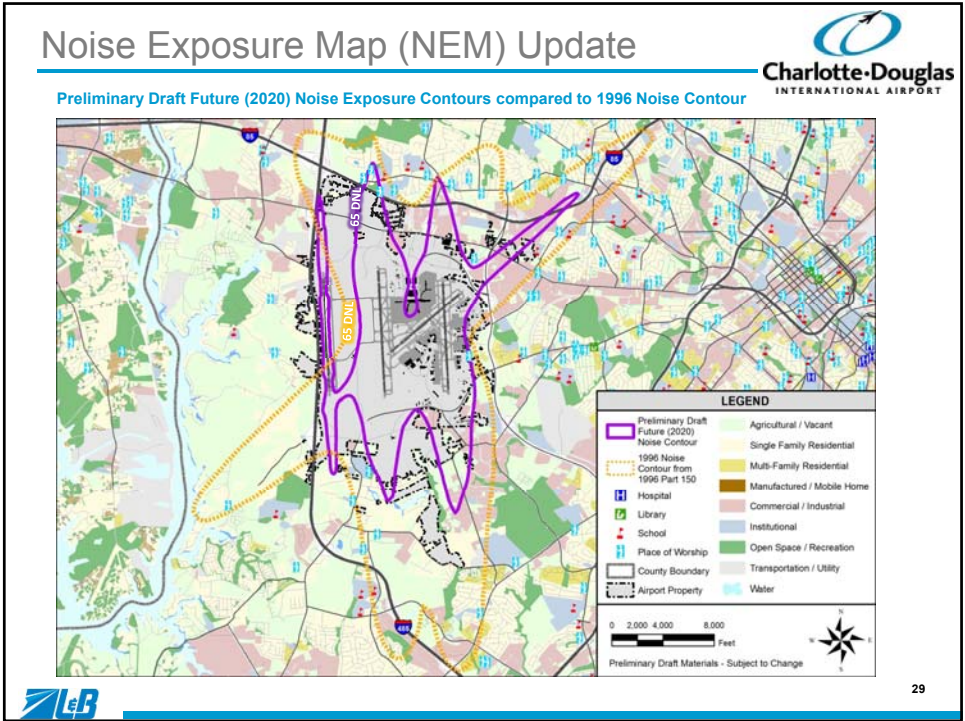 Noise Exposure Map (NEM) Update
Charlotte•Douglas
INTERNATIONAL AIRPORT
Preliminary Draft Future (2020) Noise Exposure Contours compared to 1996 Noise Contour
85
85
65 DNL
65 DNL
485
LEGEND
Preliminary Draft
Future (2020)
Noise Contour
1996 Noise
Contour from
1996 Part 150
Hospital
Library
School
Place of Worship
County Boundary
Airport Property
Agricultural / Vacant
Single Family Residential
Multi-Family Residential
Manufactured / Mobile Home
Commercial / Industrial
Institutional
Open Space / Recreation
Transportation / Utility
Water
0 2,000 4,000 8,000
Feet
N
W E
S
Preliminary Draft Materials - Subject to Change
L&B
29